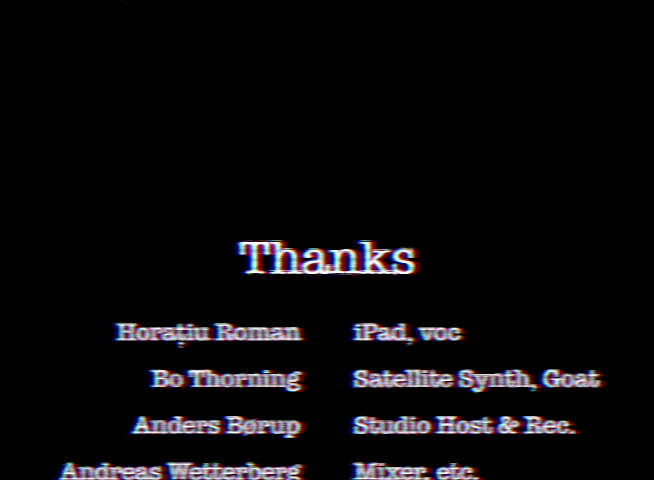 Thanks
Horațiu Roman iPad, voc
Bo Thorning Satellite Synth, Goat
Anders Børup Studio Host & Rec.
Andreas Wetterberg Mixer, etc.